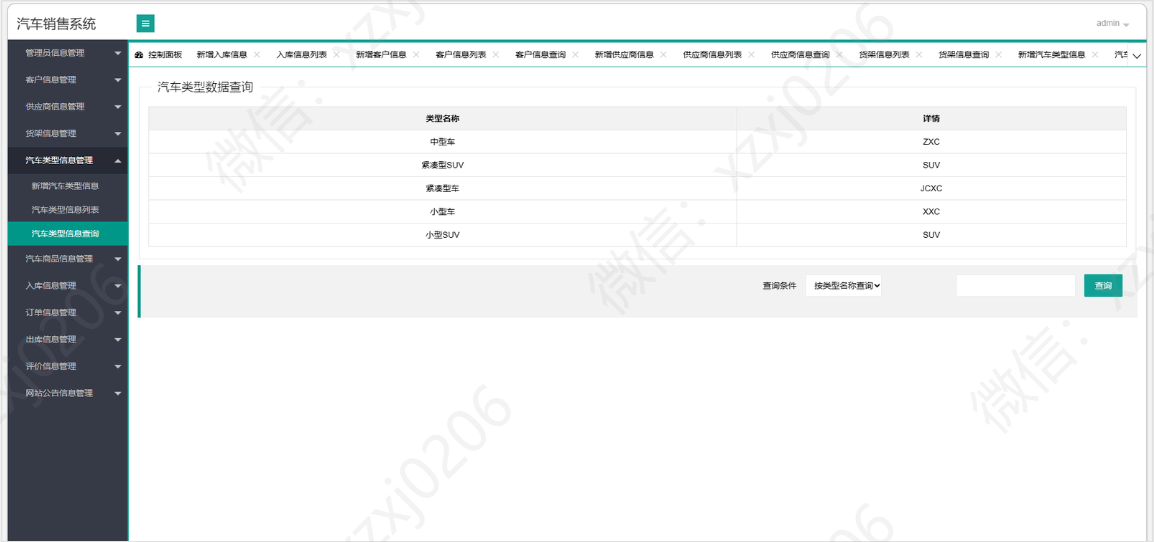 汽车销售系统
admin
管理员信息管理
客户信息管理
供应商信息管理
货架信息管理
汽车类型信息管理
新增汽车类型信息
汽车类型信息列表
汽车类型信息查询
汽车商品信息管理
入库信息管理
订单信息管理
出库信息管理
评价信息管理
网站公告信息管理
控制面板 新增入库信息 入库信息列表 新增客户信息 客户信息列表 客户信息查询 新增供应商信息 供应商信息列表 供应商信息查询 货架信息列表 货架信息查询 新增汽车类型信息
汽车类型数据查询
类型名称 详情
中型车 ZXC
紧凑型SUV SUV
紧凑型车 JCXC
小型车 XXC
小型SUV SUV
查询条件 按类型名称查询 查询
微信：xzxj0206